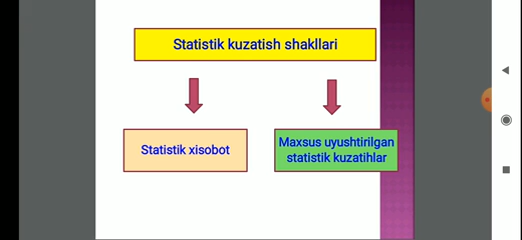 Statistik kuzatish shakllari
Statistik xisobot
Maxsus uyushtirilgan
statistik kuzatihlar